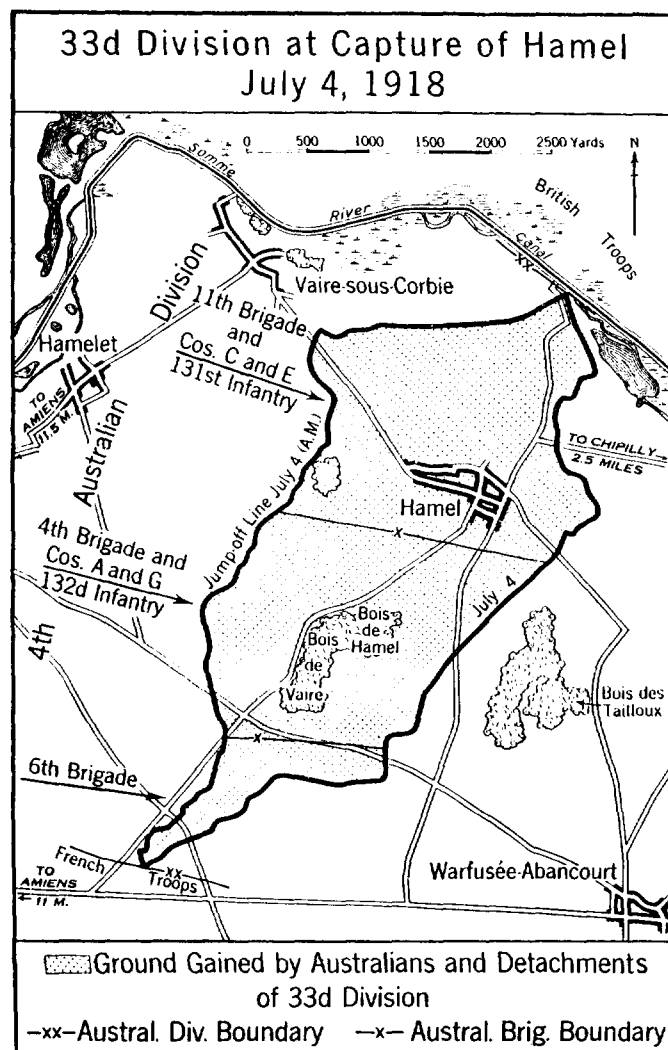 33d Division at Capture of Hamel
July 4, 1918
0 500 1000 1500 2000 2500 Yards
N
Somme
River
Canal
XX
British
Troops
Division
Vaire-sous-Corbie
11th Brigade
and
Cos. C and E
131st Infantry
Hamelet
TO
AMIENS
11.5 M.
Australian
Jump-off Line July 4 (A.M.)
TO CHIPILLY
2.5 MILES
Hamel
x
4th Brigade and
Cos. A and G
132d Infantry
July 4
4th
Bois
de
Hamel
Bois
de
Vaire
Bois des
Tailloux
x
6th Brigade
French
xx
Troops
TO
AMIENS
11 M.
Warfusée-Abancourt
Ground Gained by Australians and Detachments
of 33d Division
-xx-Austral. Div. Boundary -x- Austral. Brig. Boundary